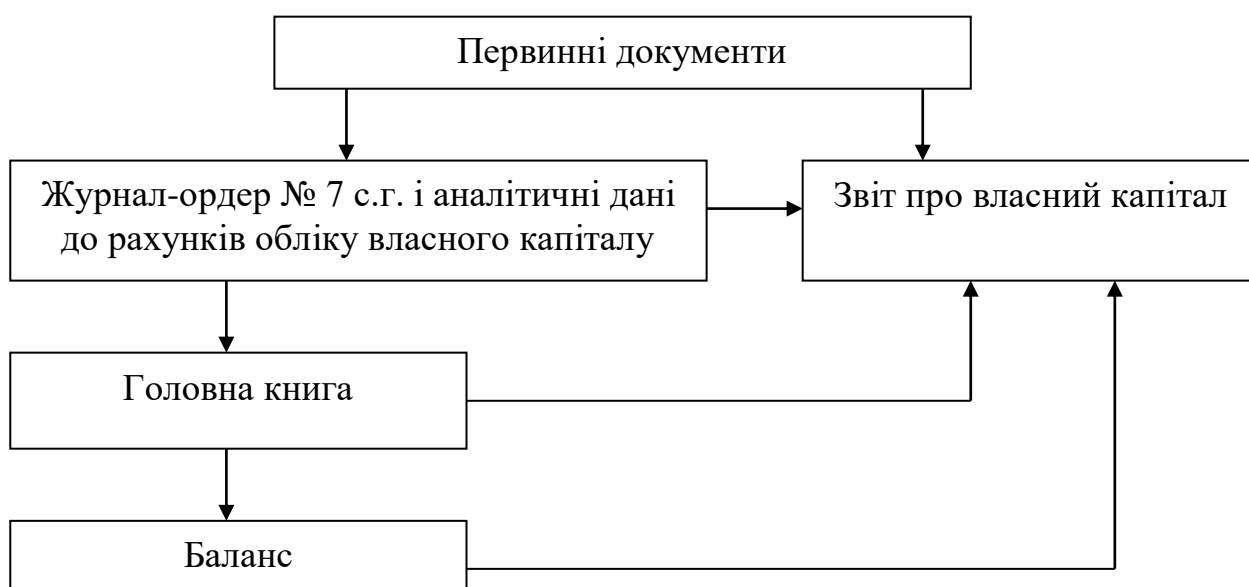 Первинні документи
Журнал-ордер № 7 с.г. і аналітичні дані
до рахунків обліку власного капіталу
Звіт про власний капітал
Головна книга
Баланс